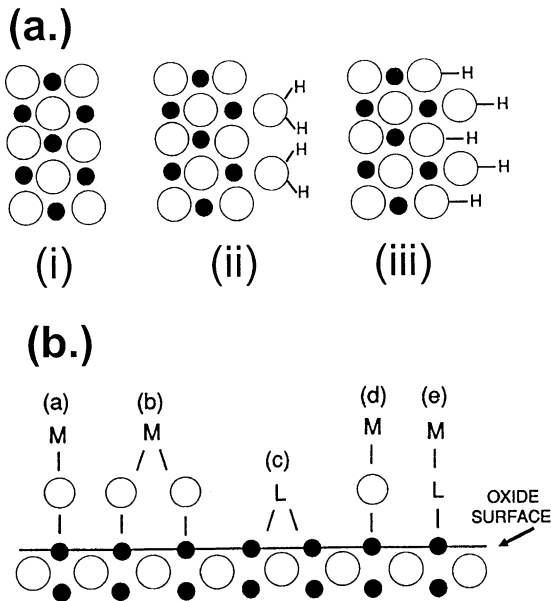 (a.)
H
H
H
H
H
H
H
H
H
(i)
(ii)
(iii)
(b.)
(a)
(b)
(c)
(d)
(e)
M
M
M
M
L
L
OXIDE
SURFACE